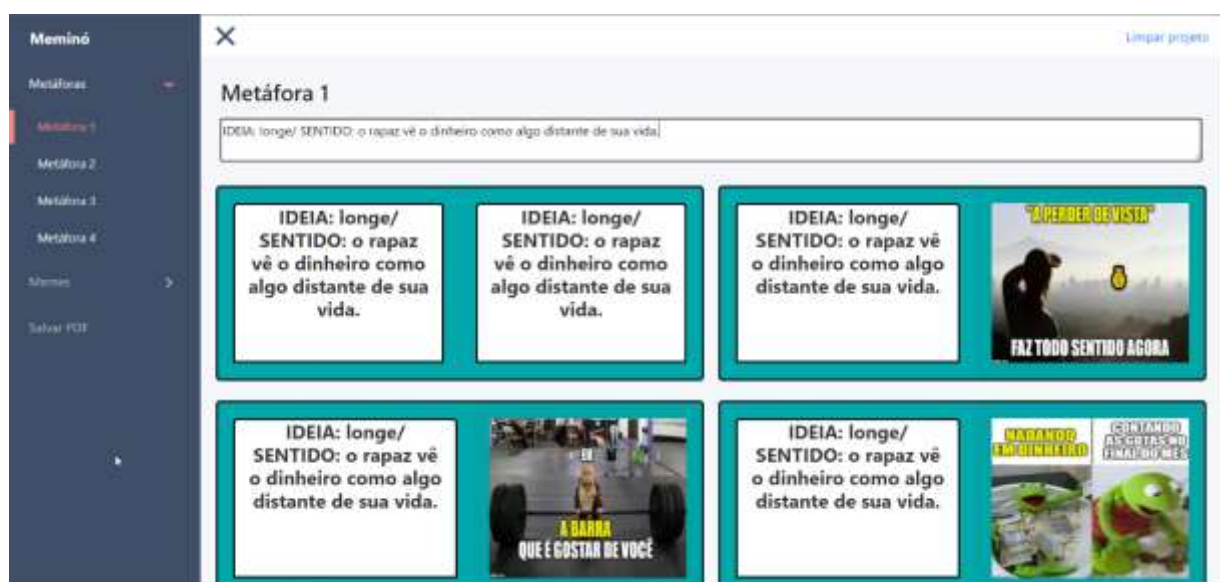 Meminó
Limpar projeto
Metáforas
Metáfora 1
Metáfora 2
Metáfora 3
Metáfora 4
Memes
Salvar PDF
Metáfora 1
IDEIA: longe/ SENTIDO: o rapaz vê o dinheiro como algo distante de sua vida.
IDEIA: longe/
SENTIDO: o rapaz
vê o dinheiro como
algo distante de sua
vida.
IDEIA: longe/
SENTIDO: o rapaz
vê o dinheiro como
algo distante de sua
vida.
IDEIA: longe/
SENTIDO: o rapaz vê
o dinheiro como algo
distante de sua vida.
"A PERDER DE VISTA"
FAZ TODO SENTIDO AGORA
IDEIA: longe/
SENTIDO: o rapaz vê
o dinheiro como algo
distante de sua vida.
EU
A BARRA
QUE É GOSTAR DE VOCÊ
IDEIA: longe/
SENTIDO: o rapaz vê
o dinheiro como algo
distante de sua vida.
NADANDO
EM DINHEIRO
CONTANDO
AS GOTAS NO
FINAL DO MÊS